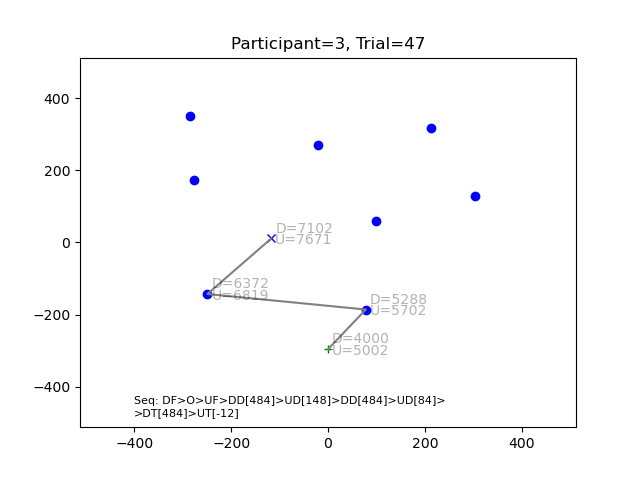 Participant=3, Trial=47
400
200
0
−200
−400
D=7102
U=7671
D=6372
U=6819
D=5288
U=5702
D=4000
U=5002
Seq: DF>O>UF>DD[484]>UD[148]>DD[484]>UD[84]>
>DT[484]>UT[-12]
−400 −200 0 200 400